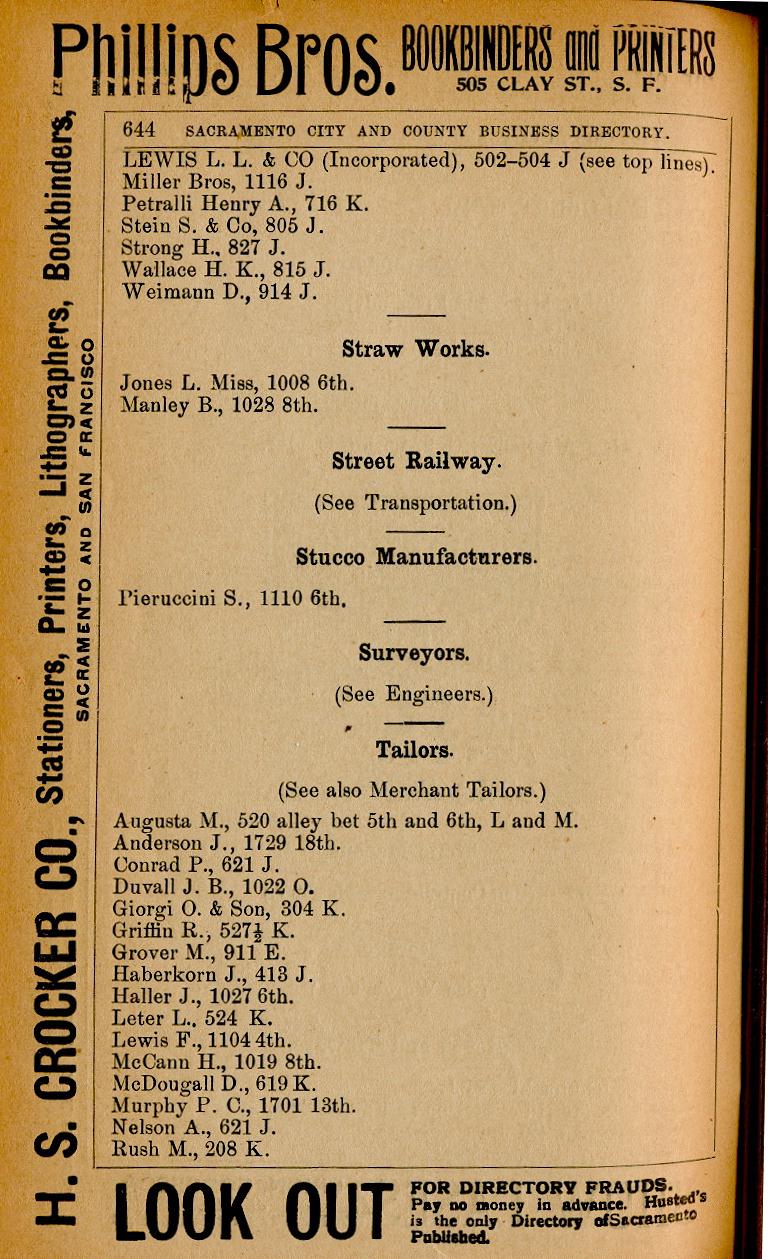 Phillips Bros. BOOKBINDERS and PRINTERS
505 CLAY ST., S. F.
H. S. CROCKER CO., Stationers, Printers, Lithographers, Bookbinders,
SACRAMENTO AND SAN FRANCISCO
644 SACRAMENTO CITY AND COUNTY BUSINESS DIRECTORY.
LEWIS L. L. & CO (Incorporated), 502–504 J (see top lines).
Miller Bros, 1116 J.
Petralli Henry A., 716 K.
Stein S. & Co, 805 J.
Strong H., 827 J.
Wallace H. K., 815 J.
Weimann D., 914 J.
Straw Works.
Jones L. Miss, 1008 6th.
Manley B., 1028 8th.
Street Railway.
(See Transportation.)
Stucco Manufacturers.
Pieruccini S., 1110 6th.
Surveyors.
(See Engineers.)
Tailors.
(See also Merchant Tailors.)
Augusta M., 520 alley bet 5th and 6th, L and M.
Anderson J., 1729 18th.
Conrad P., 621 J.
Duvall J. B., 1022 O.
Giorgi O. & Son, 304 K.
Griffin R., 527½ K.
Grover M., 911 E.
Haberkorn J., 413 J.
Haller J., 1027 6th.
Leter L., 524 K.
Lewis F., 1104 4th.
McCann H., 1019 8th.
McDougall D., 619 K.
Murphy P. C., 1701 13th.
Nelson A., 621 J.
Rush M., 208 K.
LOOK OUT FOR DIRECTORY FRAUDS.
Pay no money in advance. Husted's
is the only Directory of Sacramento
Published.